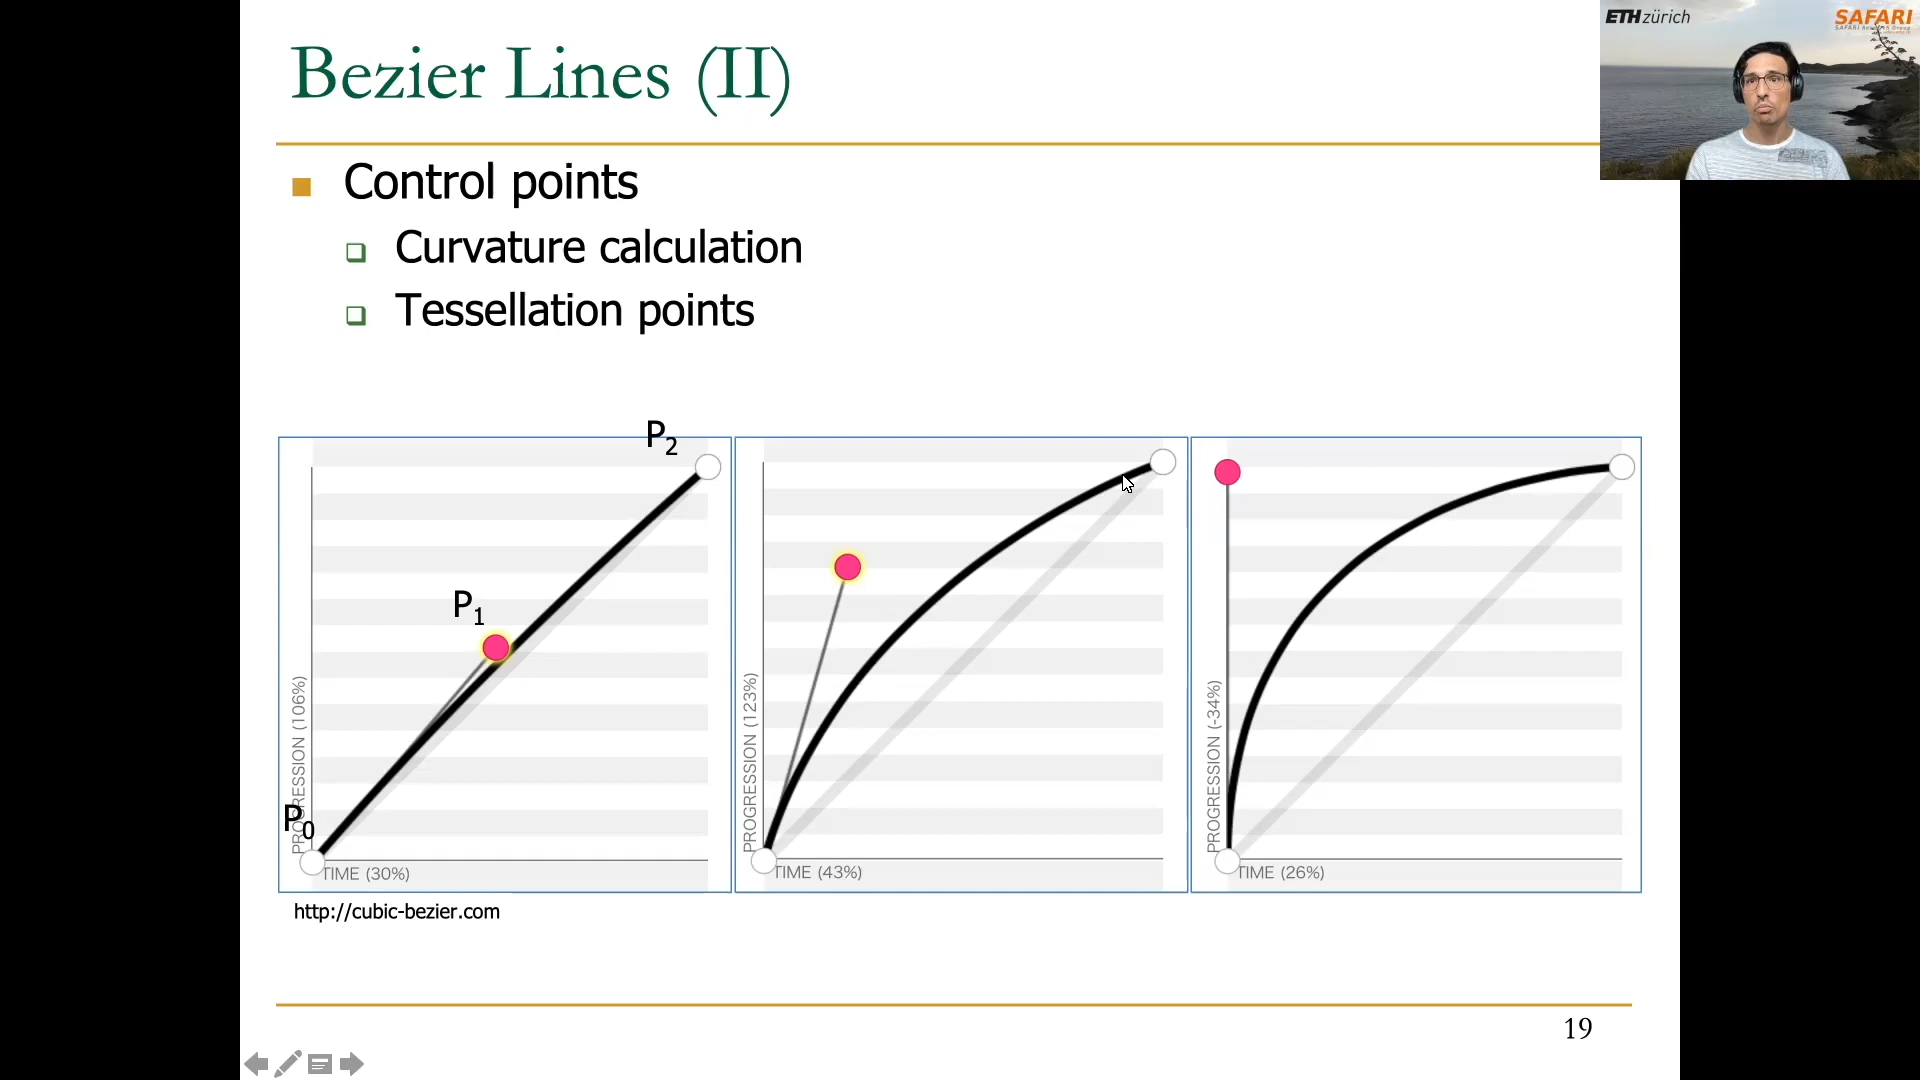 Bezier Lines (II)
ETH zürich
SAFARI
Control points
Curvature calculation
Tessellation points
P2
P1
P0
PROGRESSION (106%)
TIME (30%)
PROGRESSION (123%)
TIME (43%)
PROGRESSION (-34%)
TIME (26%)
http://cubic-bezier.com
19